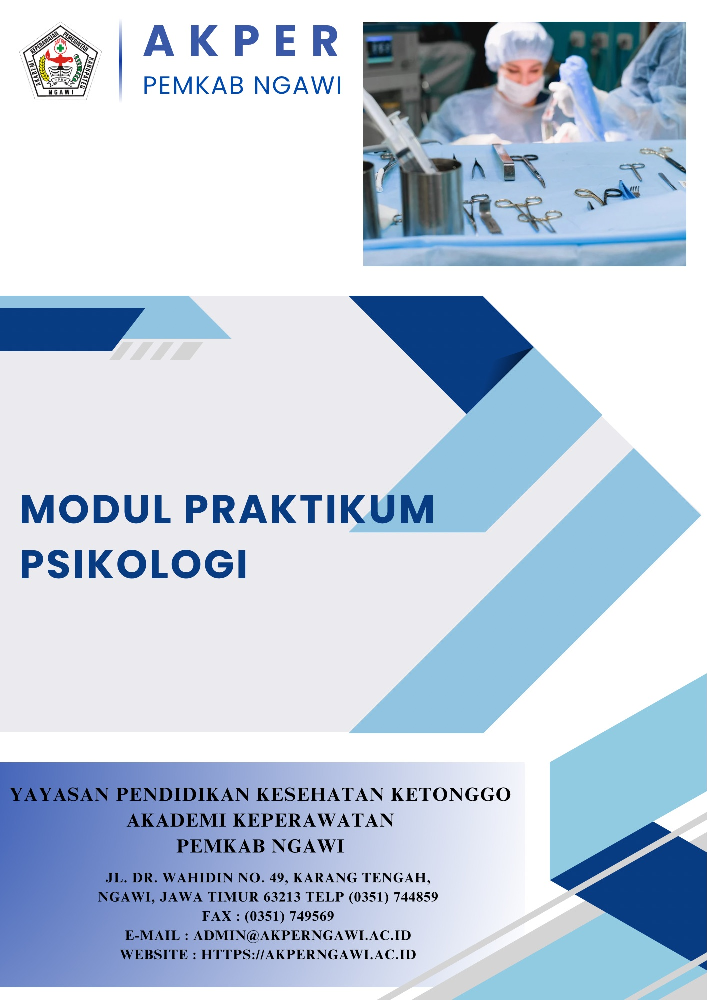 AKADEMI KEPERAWATAN PEMERINTAH KABUPATEN
NGAWI
YPKK
AKPER
PEMKAB NGAWI
MODUL PRAKTIKUM
PSIKOLOGI
YAYASAN PENDIDIKAN KESEHATAN KETONGGO
AKADEMI KEPERAWATAN
PEMKAB NGAWI
JL. DR. WAHIDIN NO. 49, KARANG TENGAH,
NGAWI, JAWA TIMUR 63213 TELP (0351) 744859
FAX : (0351) 749569
E-MAIL : ADMIN@AKPERNGAWI.AC.ID
WEBSITE : HTTPS://AKPERNGAWI.AC.ID